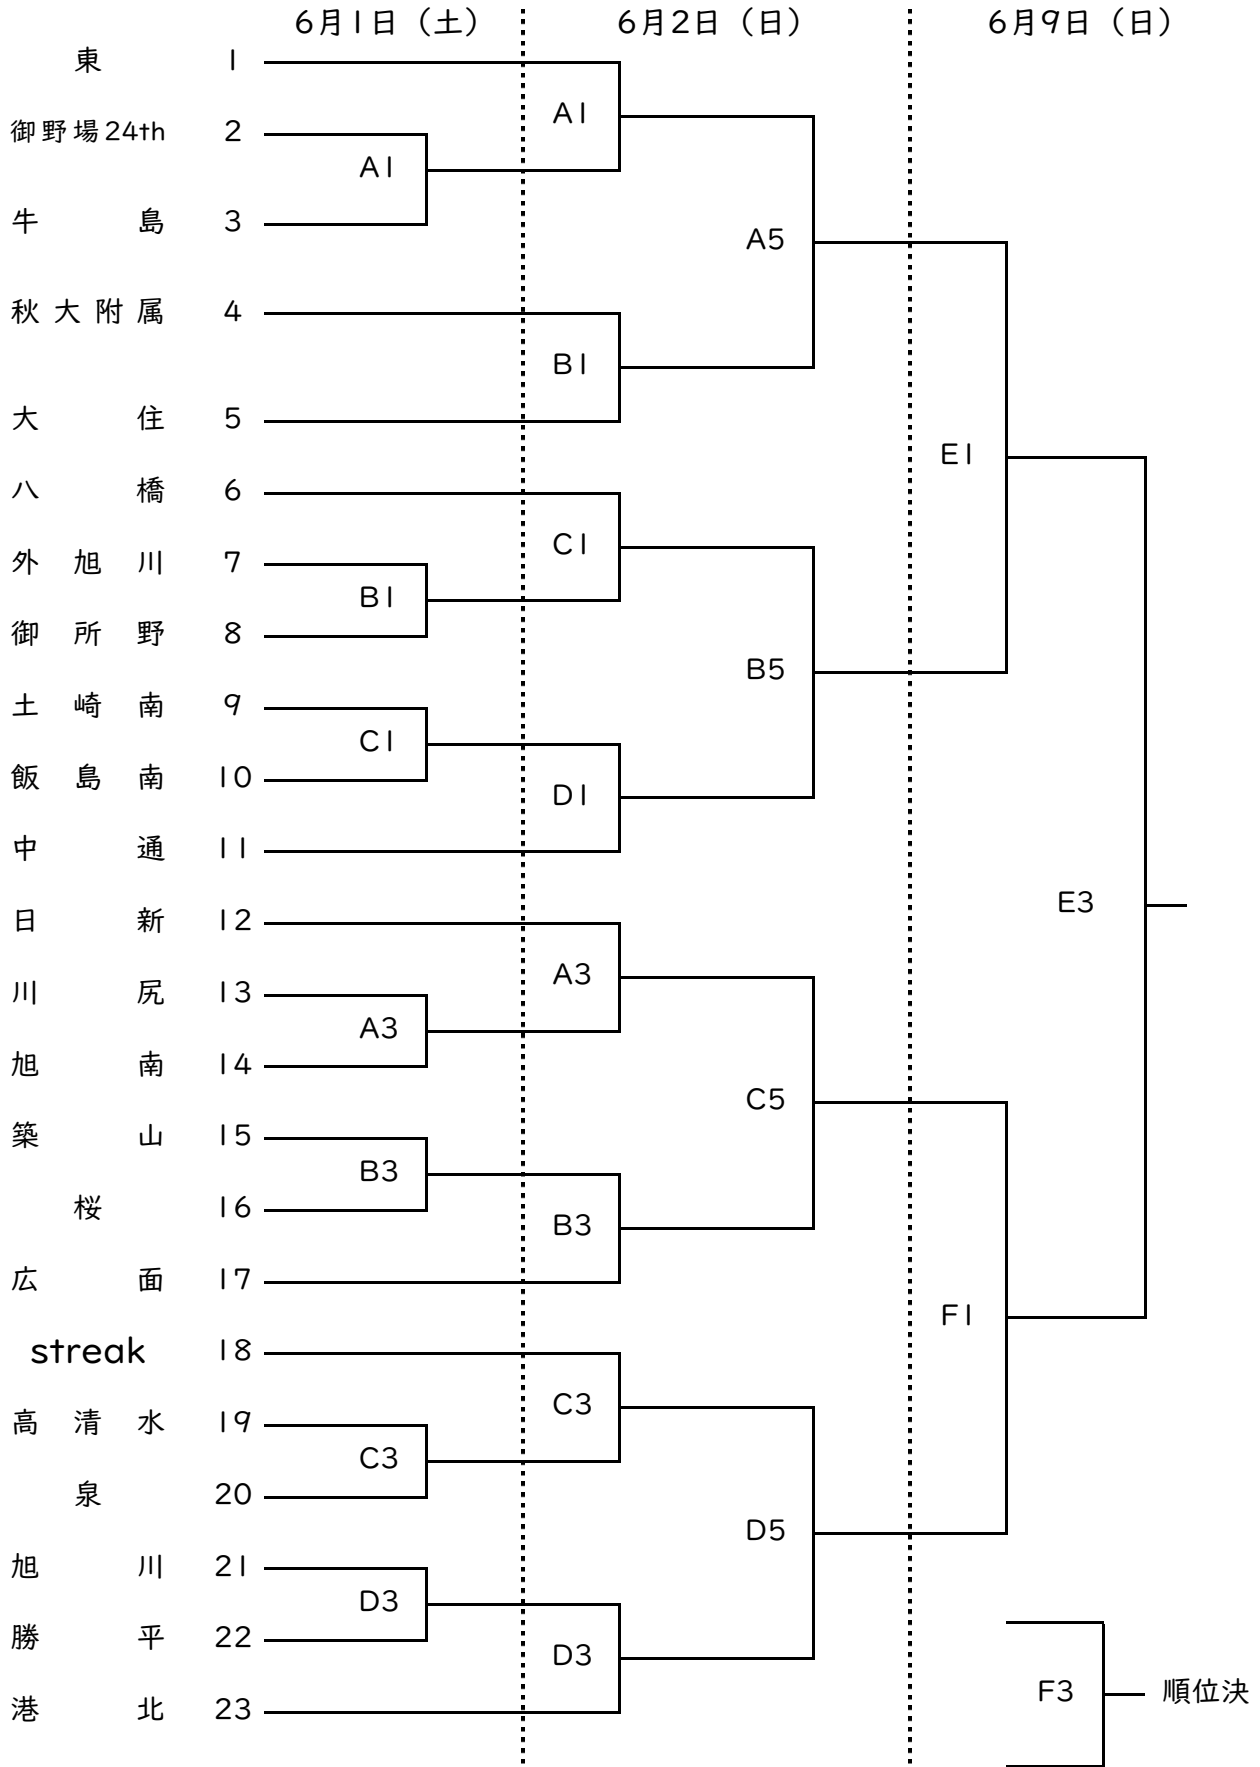 6月1日（土） 6月2日（日） 6月9日（日）
東 1
A1
御野場24th 2
A1
牛島 3
A5
秋大附属 4
B1
大住 5
E1
八橋 6
C1
外旭川 7
B1
御所野 8
B5
土崎南 9
C1
飯島南 10
D1
中通 11
E3
日新 12
A3
川尻 13
A3
旭南 14
C5
築山 15
B3
桜 16
B3
広面 17
F1
streak 18
C3
高清水 19
C3
泉 20
D5
旭川 21
D3
勝平 22
D3
F3 順位決
港北 23